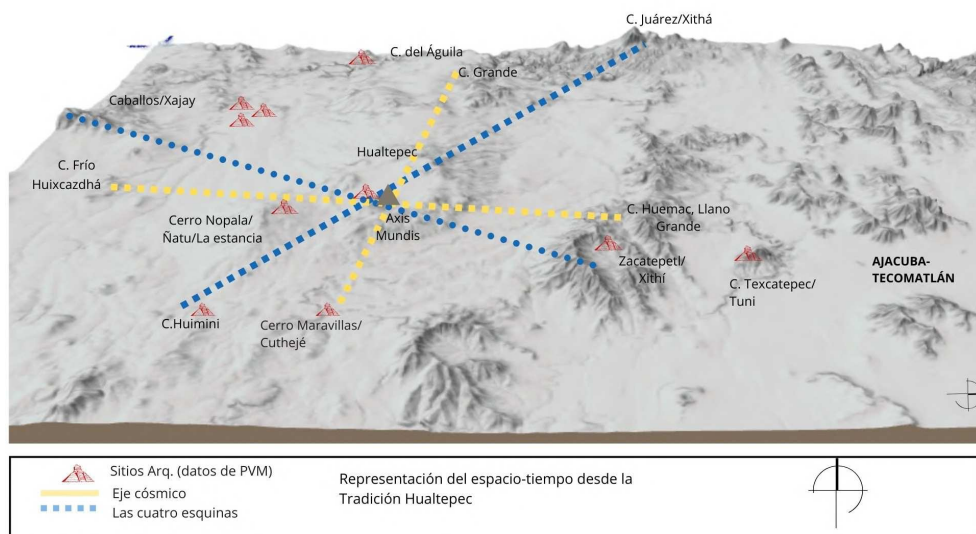 C. Juárez/Xithá
C. del Águila
C. Grande
Caballos/Xajay
Hualtepec
C. Frío
Huixcazdhá
Cerro Nopala/
Ñatu/La estancia
Axis
Mundis
C. Huemac, Llano
Grande
Zacatepetl/
Xithí
C. Texcatepec/
Tuni
AJACUBA-
TECOMATLÁN
C.Huimini
Cerro Maravillas/
Cuthejé
Sitios Arq. (datos de PVM)
Eje cósmico
Las cuatro esquinas
Representación del espacio-tiempo desde la
Tradición Hualtepec